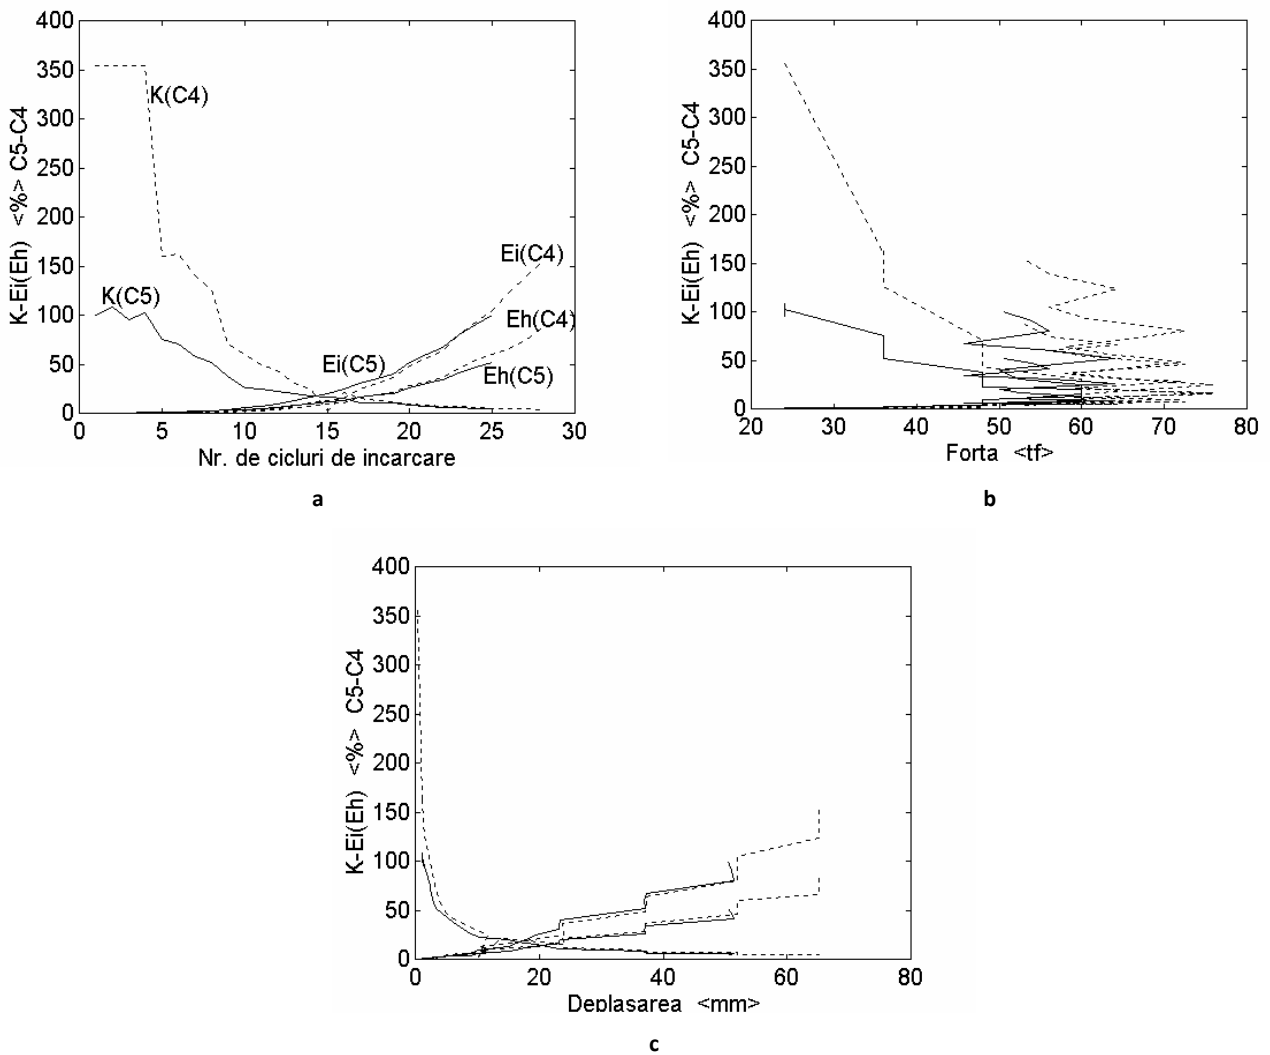 400
350
300
250
200
150
100
50
0
K-Ei(Eh) <%> C5-C4
K(C4)
K(C5)
Ei(C4)
Eh(C4)
Ei(C5)
Eh(C5)
0 5 10 15 20 25 30
Nr. de cicluri de incarcare
a
400
350
300
250
200
150
100
50
0
K-Ei(Eh) <%> C5-C4
20 30 40 50 60 70 80
Forta <tf>
b
400
350
300
250
200
150
100
50
0
K-Ei(Eh) <%> C5-C4
0 20 40 60 80
Deplasarea <mm>
c